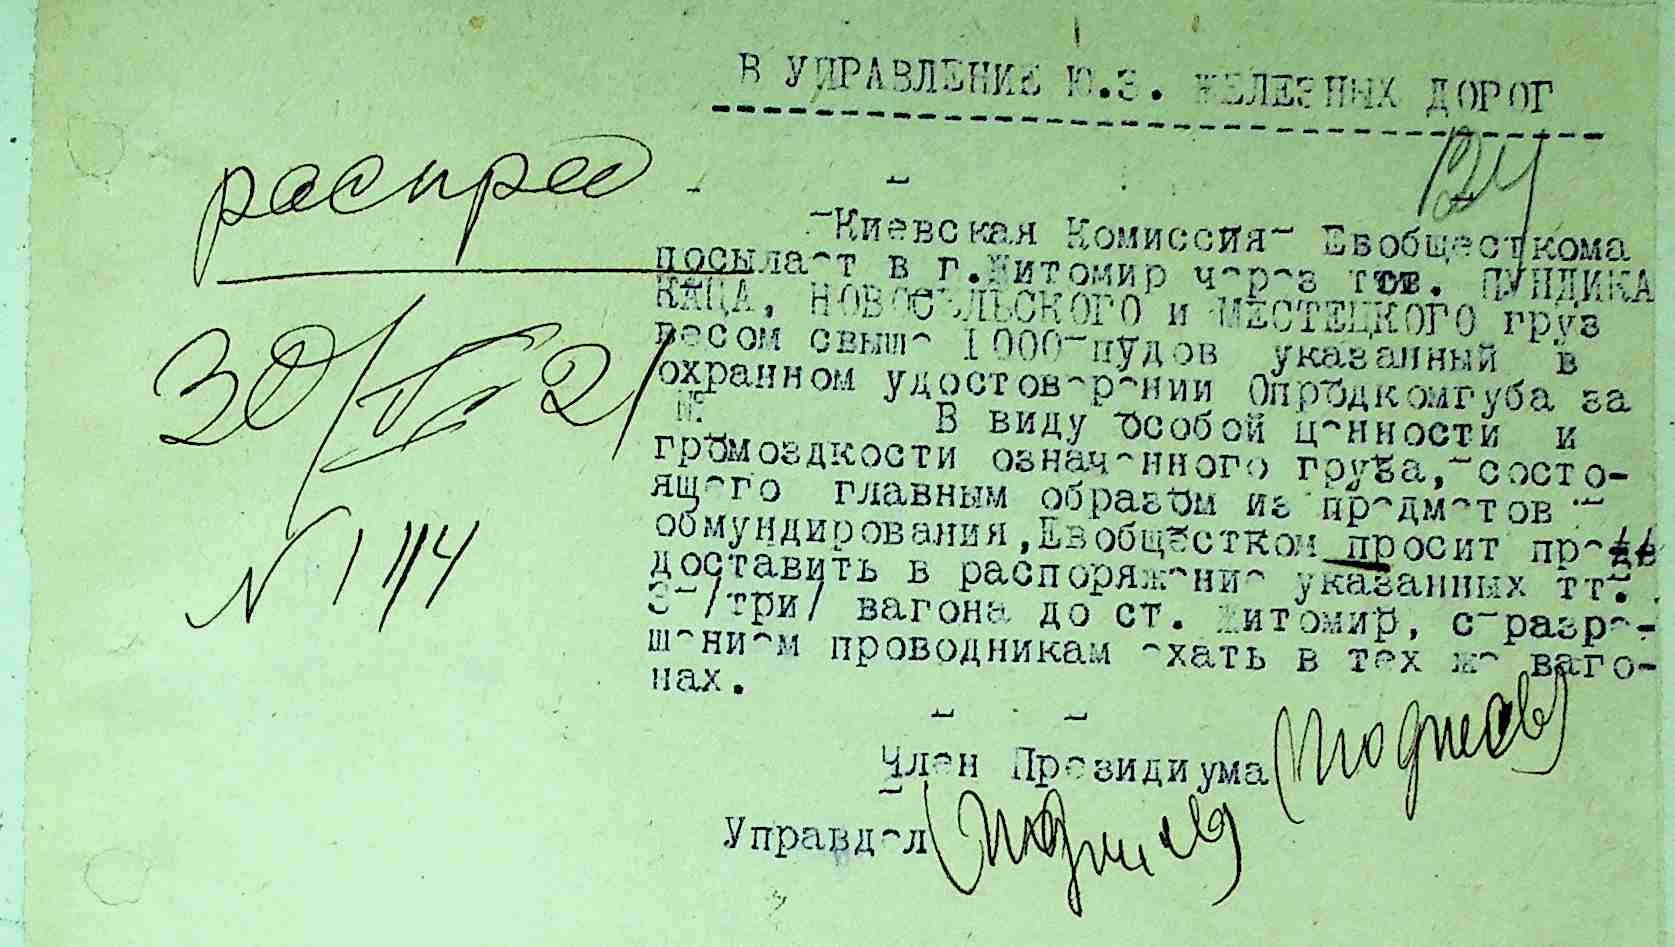 В УПРАВЛЕНИЕ Ю.З. ЖЕЛЕЗНЫХ ДОРОГ
распред
30/V 21
N 1114
Киевская Комиссия Евобщесткома
посылает в г.Житомир через тт. ПУНДИКА
КАЦА, НОВОСЕЛЬСКОГО и МЕСТЕЦКОГО груз
весом свыше 1000 пудов указанный в
охранном удостоверении Опродкомгуба за
№ В виду особой ценности и
громоздкости означенного груза,-состо-
ящего главным образом из предметов
обмундирования,Евобщестком просит пре
доставить в распоряжение указанных тт.
3-/три/ вагона до ст. Житомир, с разре-
шением проводникам ехать в тех же ваго-
нах.
Член Президиума
Управдел